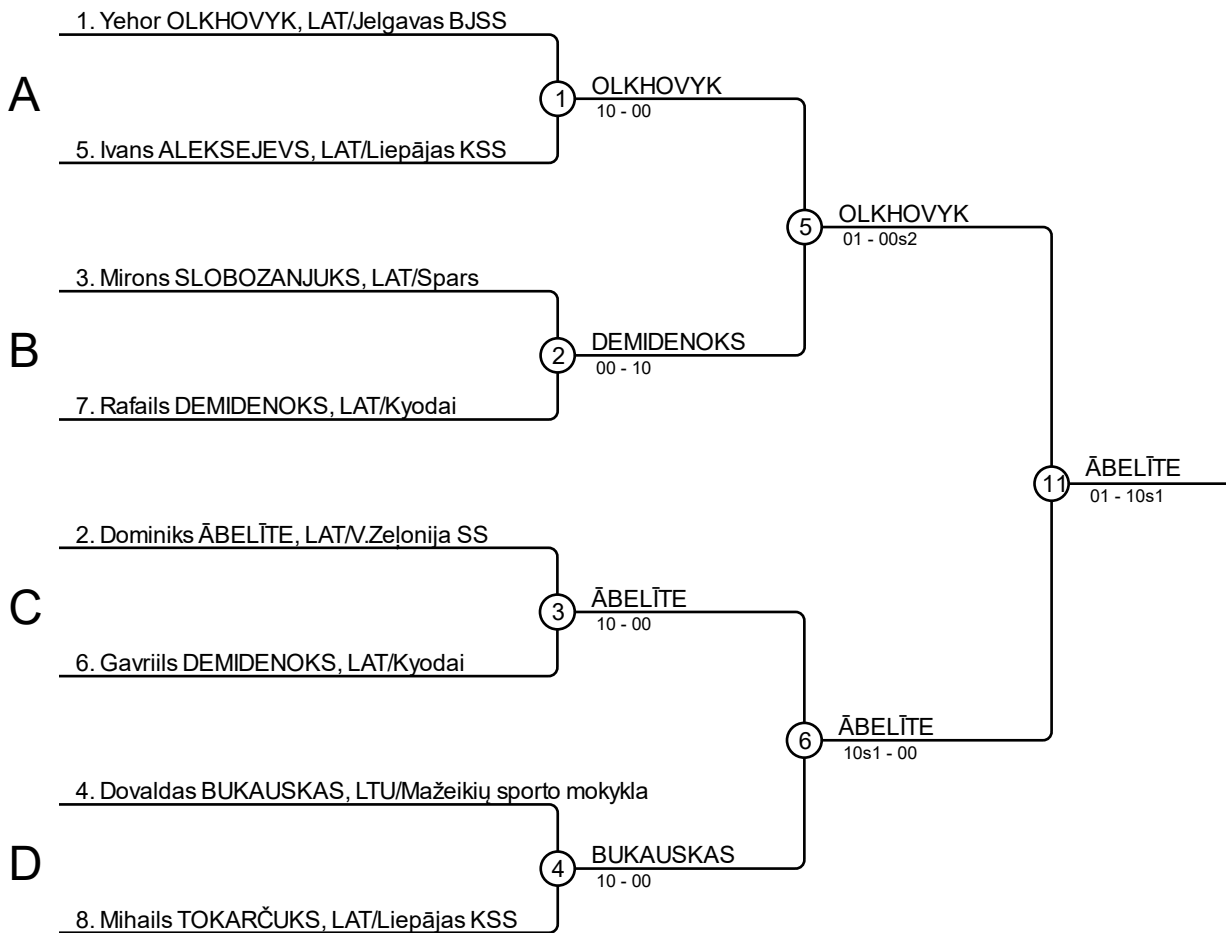 1. Yehor OLKHOVYK, LAT/Jelgavas BJSS
A
1
OLKHOVYK
10 - 00
5. Ivans ALEKSEJEVS, LAT/Liepājas KSS
5
OLKHOVYK
01 - 00s2
3. Mirons SLOBOZANJUKS, LAT/Spars
B
2
DEMIDENOKS
00 - 10
7. Rafails DEMIDENOKS, LAT/Kyodai
11
ĀBELĪTE
01 - 10s1
2. Dominiks ĀBELĪTE, LAT/V.Zeļonija SS
C
3
ĀBELĪTE
10 - 00
6. Gavriils DEMIDENOKS, LAT/Kyodai
6
ĀBELĪTE
10s1 - 00
4. Dovaldas BUKAUSKAS, LTU/Mažeikių sporto mokykla
D
4
BUKAUSKAS
10 - 00
8. Mihails TOKARČUKS, LAT/Liepājas KSS